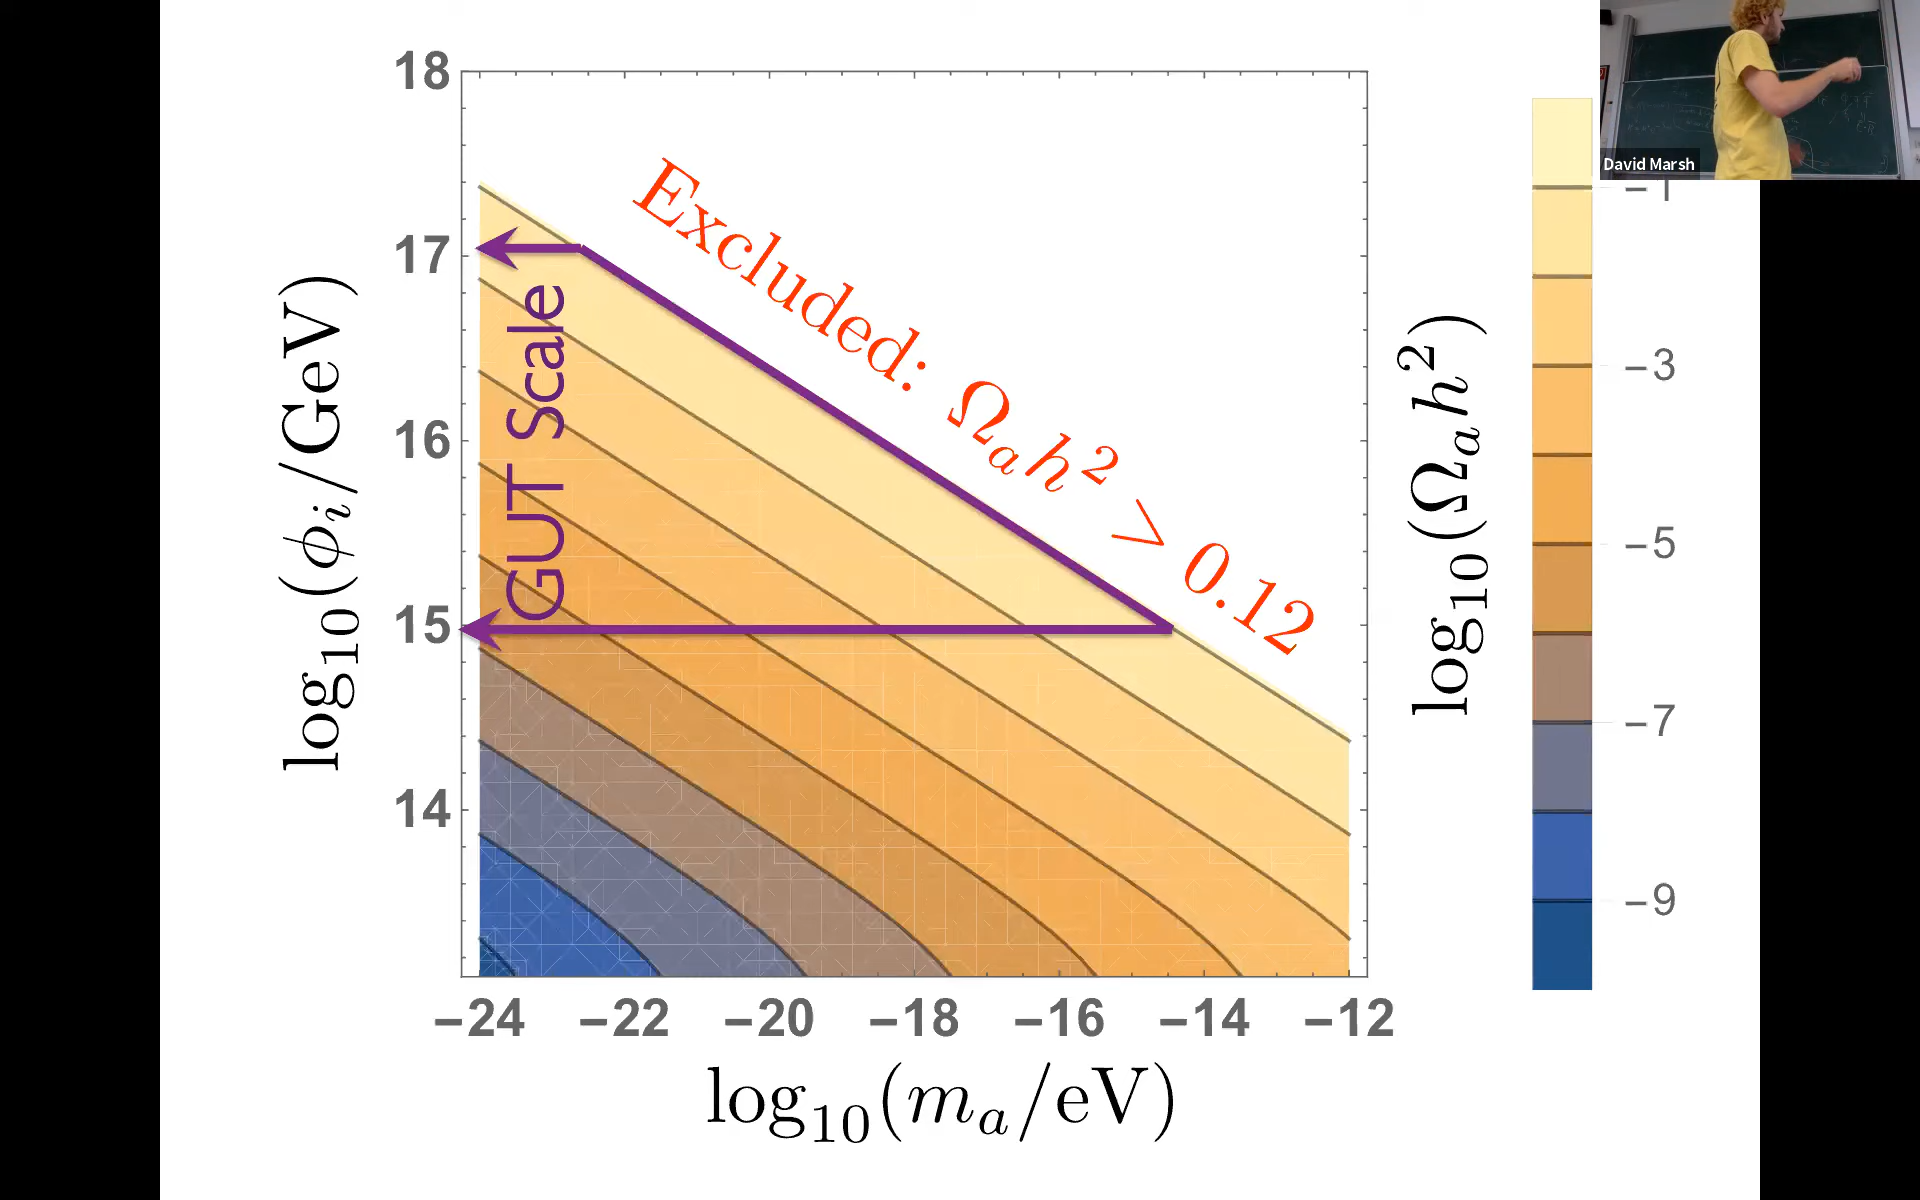 18
17
16
15
14
log₁₀(ϕᵢ/GeV)
GUT Scale
Excluded: Ωₐh² > 0.12
−24 −22 −20 −18 −16 −14 −12
log₁₀(mₐ/eV)
log₁₀(Ωₐh²)
−1
−3
−5
−7
−9
David Marsh